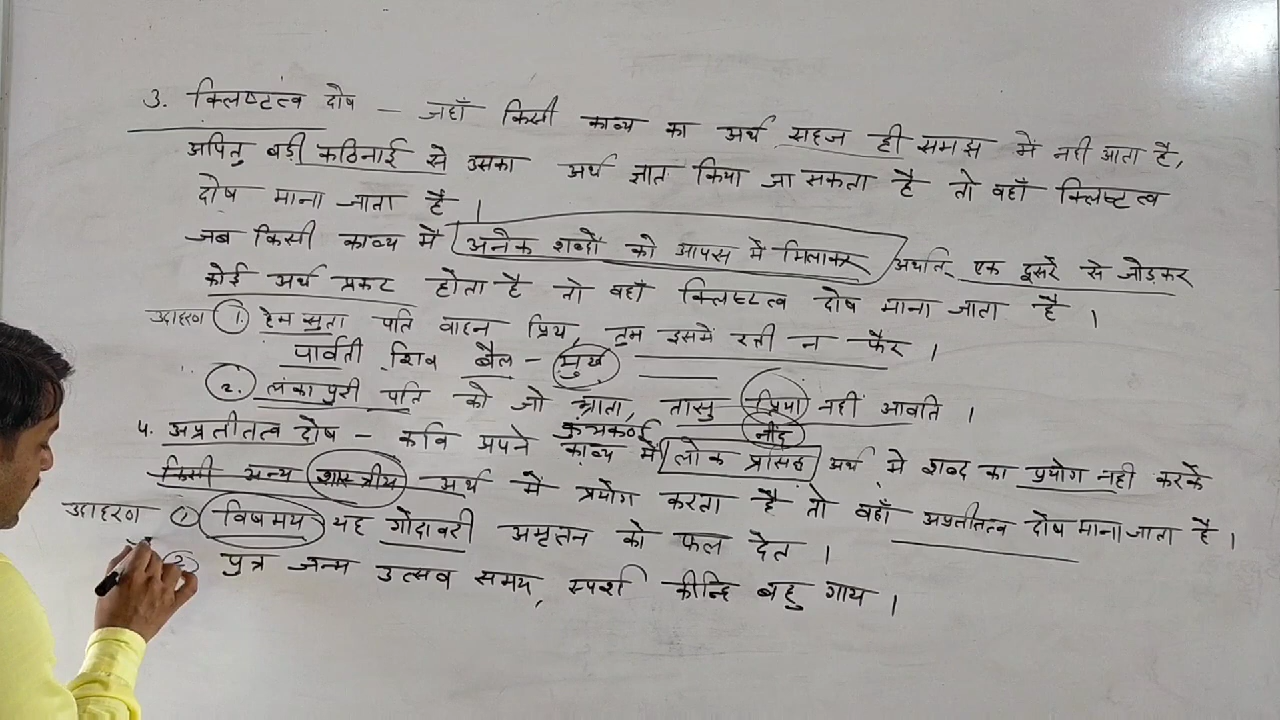 3. क्लिष्टत्व दोष – जहाँ किसी काव्य का अर्थ सहज ही समझ में नहीं आता है,
अपितु बड़ी कठिनाई से उसका अर्थ ज्ञात किया जा सकता है तो वहाँ क्लिष्टत्व
दोष माना जाता है ।
जब किसी काव्य में अनेक शब्दों को आपस में मिलाकर अर्थात् एक दूसरे से जोड़कर
कोई अर्थ प्रकट होता है तो वहाँ क्लिष्टत्व दोष माना जाता है ।
उदाहरण 1. हेम सुता पति वाहन प्रिय, तुम इसमें रत्ती न फैर ।
पार्वती शिव बैल – मुर्ख
2. लंका पुरी पति को जो भ्राता, तासु प्रिया नहीं आवति ।
कुंभकर्ण नींद
4. अप्रतीतत्व दोष – कवि अपने काव्य में लोक प्रसिद्ध अर्थ में शब्द का प्रयोग नहीं करके
किसी अन्य शास्त्रीय अर्थ में प्रयोग करता है तो वहाँ अप्रतीतत्व दोष माना जाता है ।
उदाहरण 1 विषमय यह गोदावरी अमृतन को फल देत ।
2 पुत्र जन्म उत्सव समय, स्पर्श कीन्हि बहु गाय ।